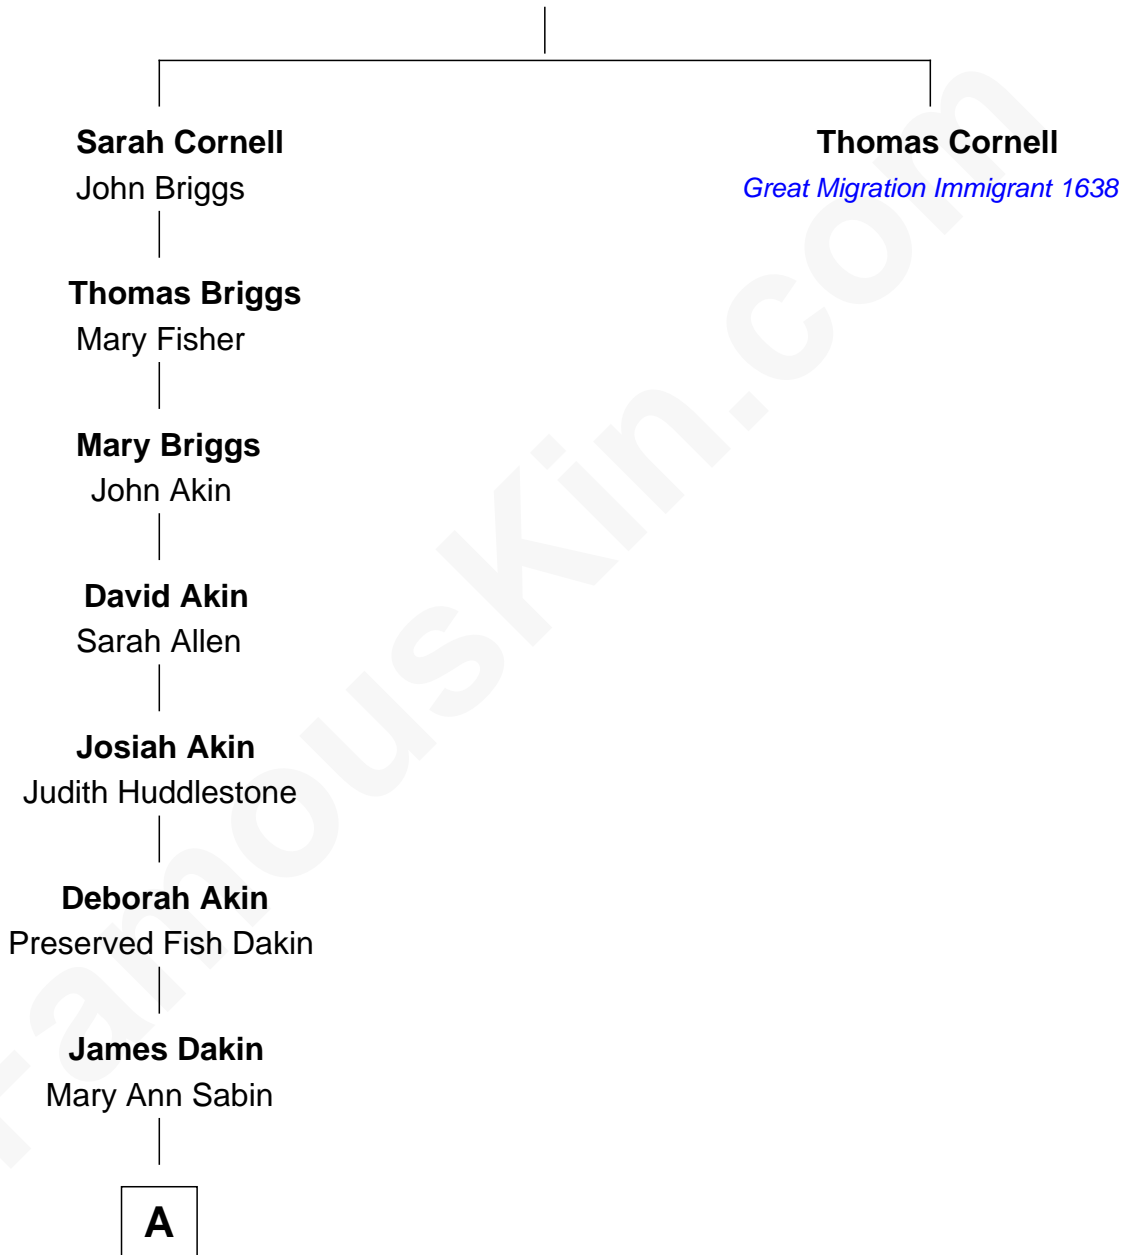 Sarah Cornell
John Briggs
Thomas Cornell
Great Migration Immigrant 1638
Thomas Briggs
Mary Fisher
Mary Briggs
John Akin
David Akin
Sarah Allen
Josiah Akin
Judith Huddlestone
Deborah Akin
Preserved Fish Dakin
James Dakin
Mary Ann Sabin
A
FamousKin.com